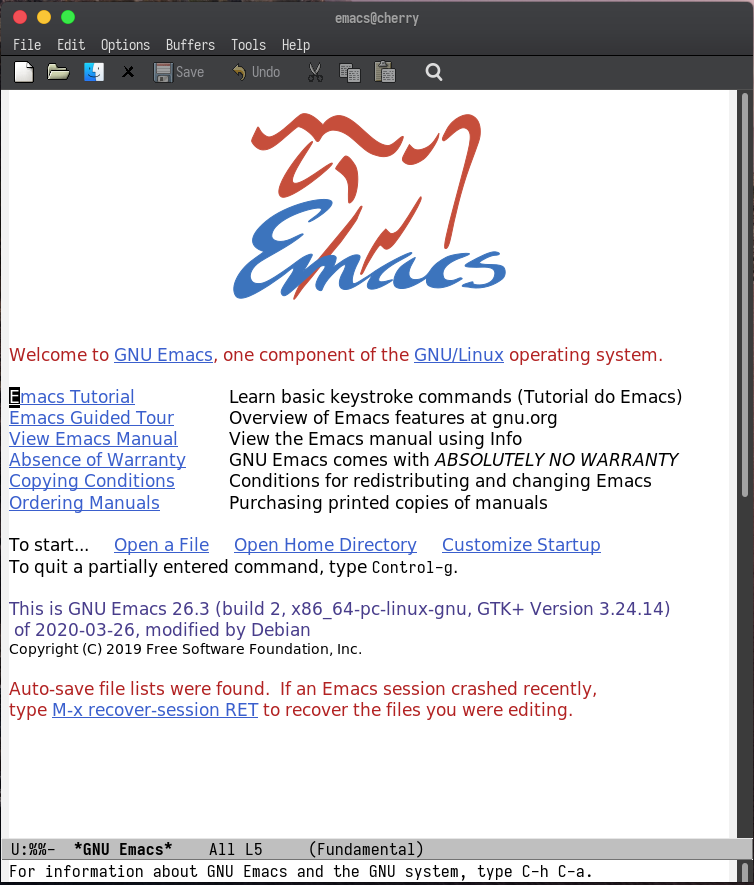 emacs@cherry
File Edit Options Buffers Tools Help
Save Undo
Emacs
Welcome to GNU Emacs, one component of the GNU/Linux operating system.
Emacs Tutorial Learn basic keystroke commands (Tutorial do Emacs)
Emacs Guided Tour Overview of Emacs features at gnu.org
View Emacs Manual View the Emacs manual using Info
Absence of Warranty GNU Emacs comes with ABSOLUTELY NO WARRANTY
Copying Conditions Conditions for redistributing and changing Emacs
Ordering Manuals Purchasing printed copies of manuals
To start... Open a File Open Home Directory Customize Startup
To quit a partially entered command, type Control-g.
This is GNU Emacs 26.3 (build 2, x86_64-pc-linux-gnu, GTK+ Version 3.24.14)
of 2020-03-26, modified by Debian
Copyright (C) 2019 Free Software Foundation, Inc.
Auto-save file lists were found. If an Emacs session crashed recently,
type M-x recover-session RET to recover the files you were editing.
U:%%- *GNU Emacs* All L5 (Fundamental)
For information about GNU Emacs and the GNU system, type C-h C-a.